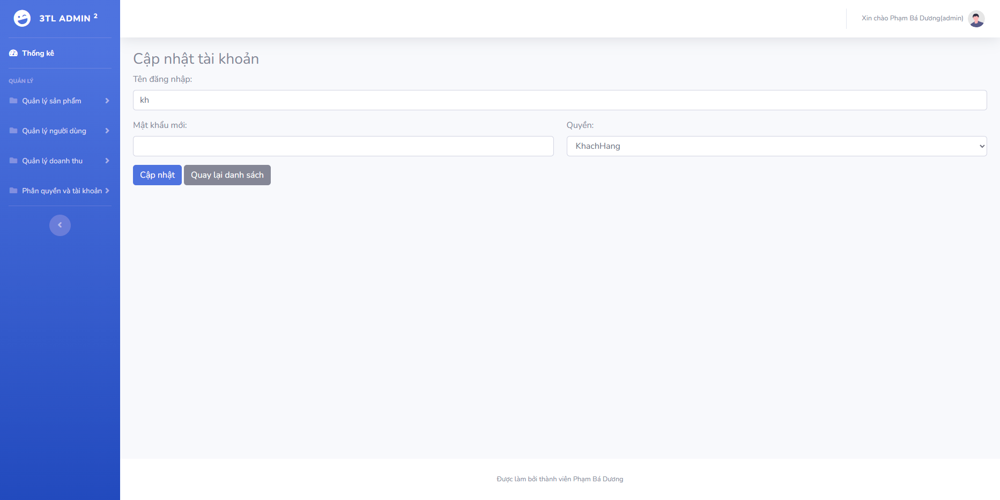 3TL ADMIN 2
Xin chào Phạm Bá Dương(admin)
Thống kê
QUẢN LÝ
Quản lý sản phẩm
Quản lý người dùng
Quản lý doanh thu
Phân quyền và tài khoản
Cập nhật tài khoản
Tên đăng nhập:
kh
Mật khẩu mới:
Quyền:
KhachHang
Cập nhật
Quay lại danh sách
Được làm bởi thành viên Phạm Bá Dương